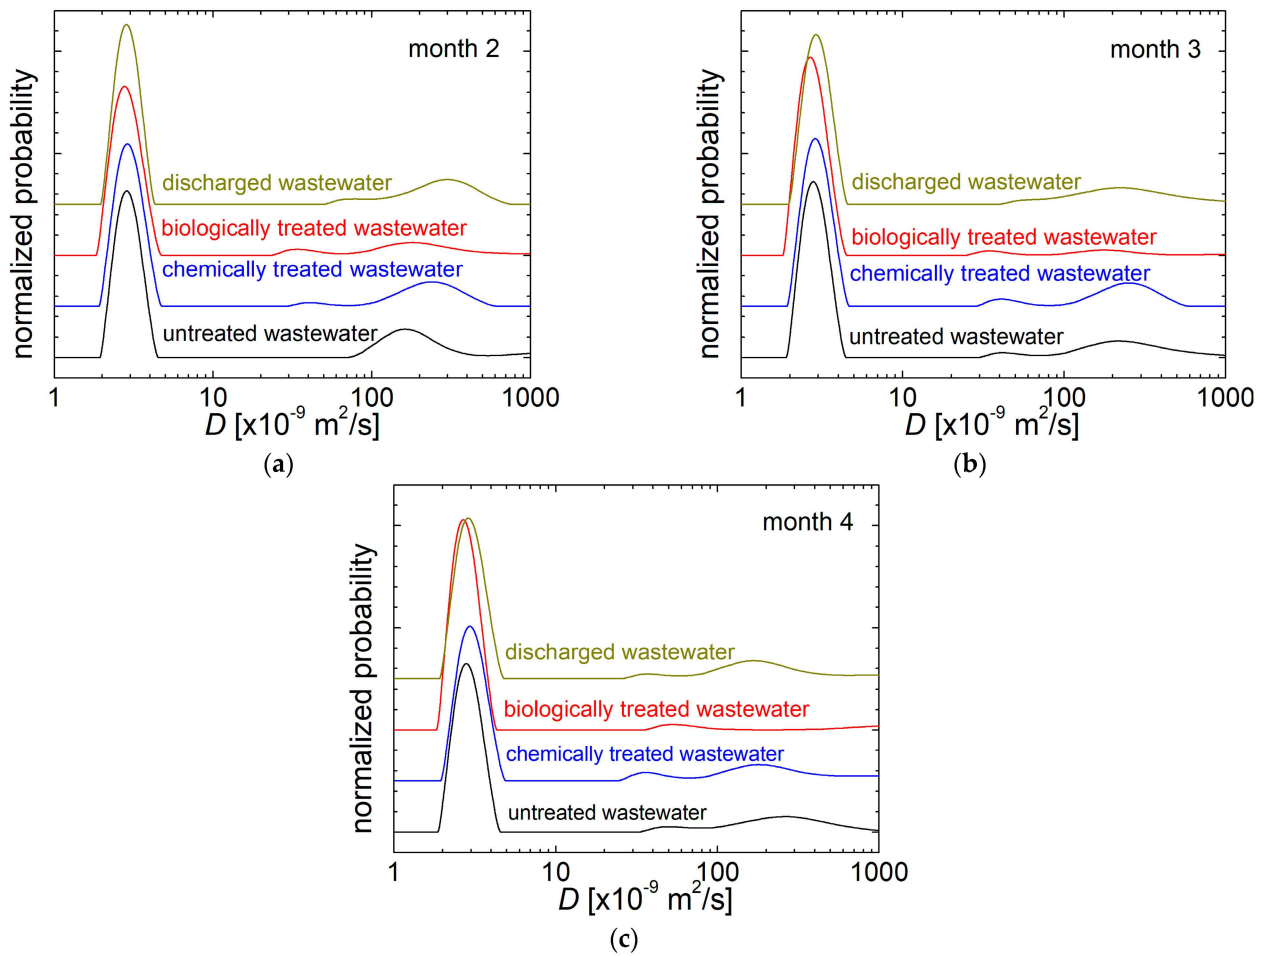 month 2
normalized probability
discharged wastewater
biologically treated wastewater
chemically treated wastewater
untreated wastewater
1 10 100 1000
D [x10⁻⁹ m²/s]
(a)
month 3
normalized probability
discharged wastewater
biologically treated wastewater
chemically treated wastewater
untreated wastewater
1 10 100 1000
D [x10⁻⁹ m²/s]
(b)
month 4
normalized probability
discharged wastewater
biologically treated wastewater
chemically treated wastewater
untreated wastewater
1 10 100 1000
D [x10⁻⁹ m²/s]
(c)